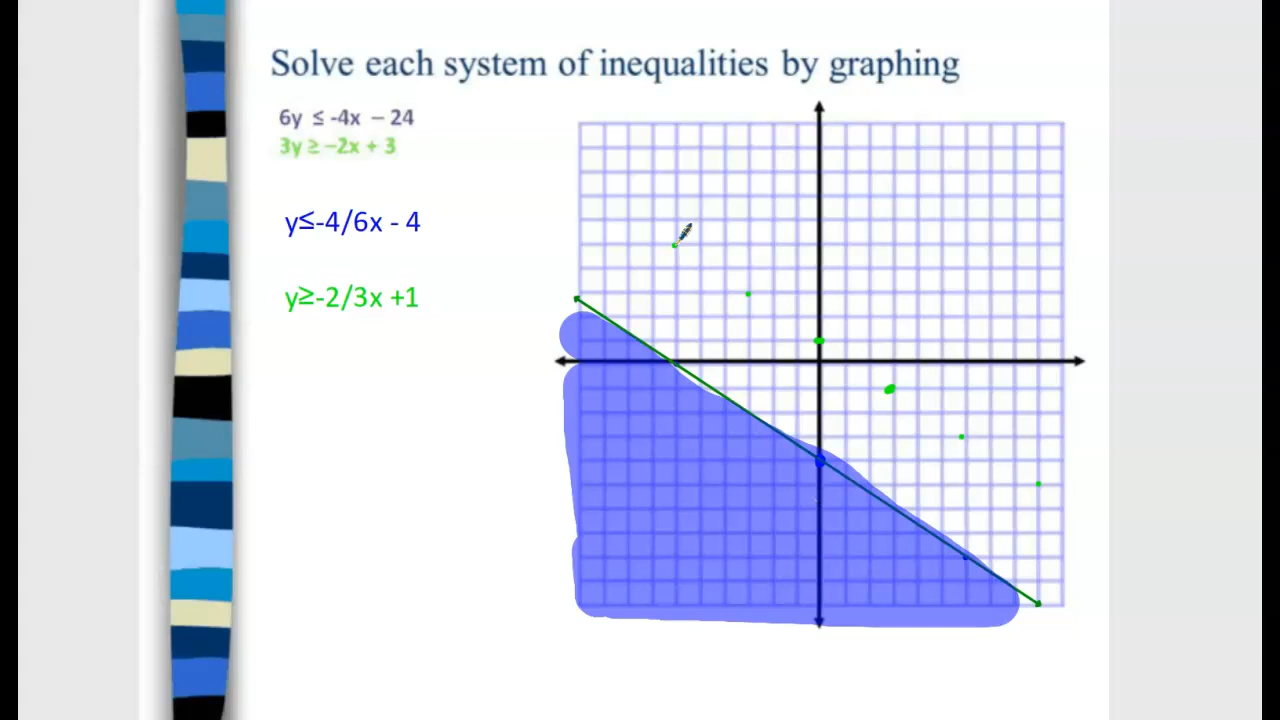 Solve each system of inequalities by graphing
6y ≤ -4x – 24
3y ≥ –2x + 3
y≤-4/6x - 4
y≥-2/3x +1